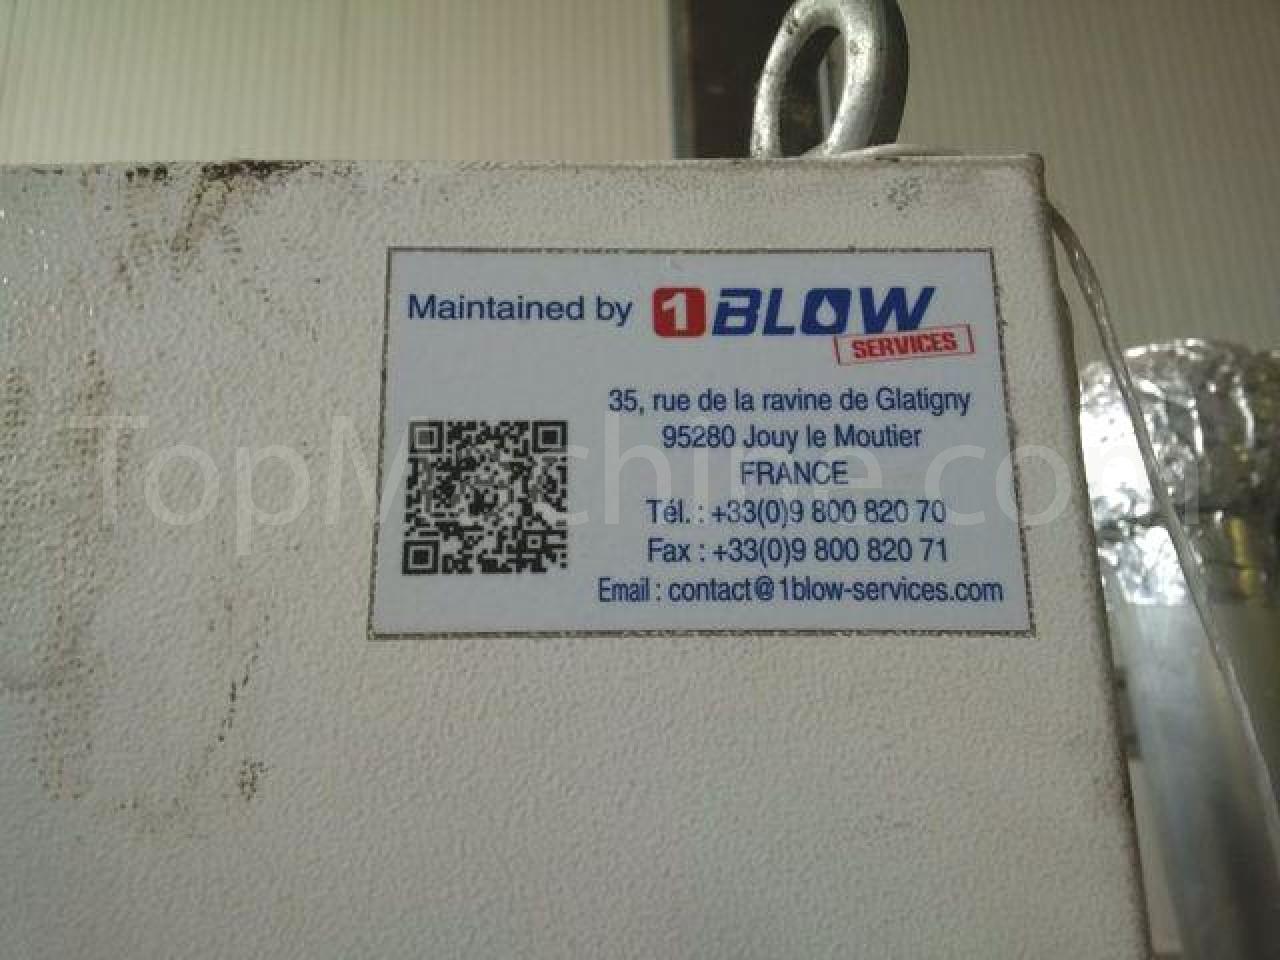 Maintained by 1BLOW
SERVICES
35, rue de la ravine de Glatigny
95280 Jouy le Moutier
FRANCE
Tél. : +33(0)9 800 820 70
Fax : +33(0)9 800 820 71
Email : contact@1blow-services.com
TopMachine.com